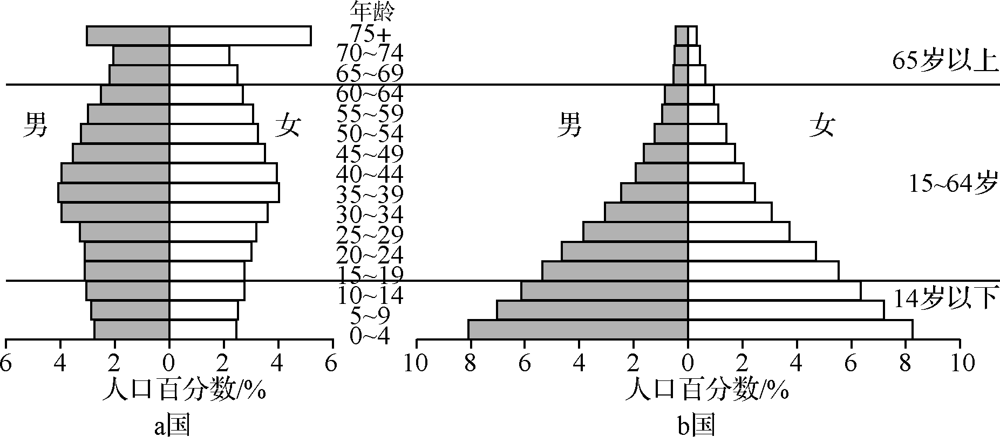 年龄
75+
70~74
65~69
60~64
55~59
50~54
45~49
40~44
35~39
30~34
25~29
20~24
15~19
10~14
5~9
0~4
男
女
6 4 2 0 2 4 6
人口百分数/%
a国
男
女
65岁以上
15~64岁
14岁以下
10 8 6 4 2 0 2 4 6 8 10
人口百分数/%
b国